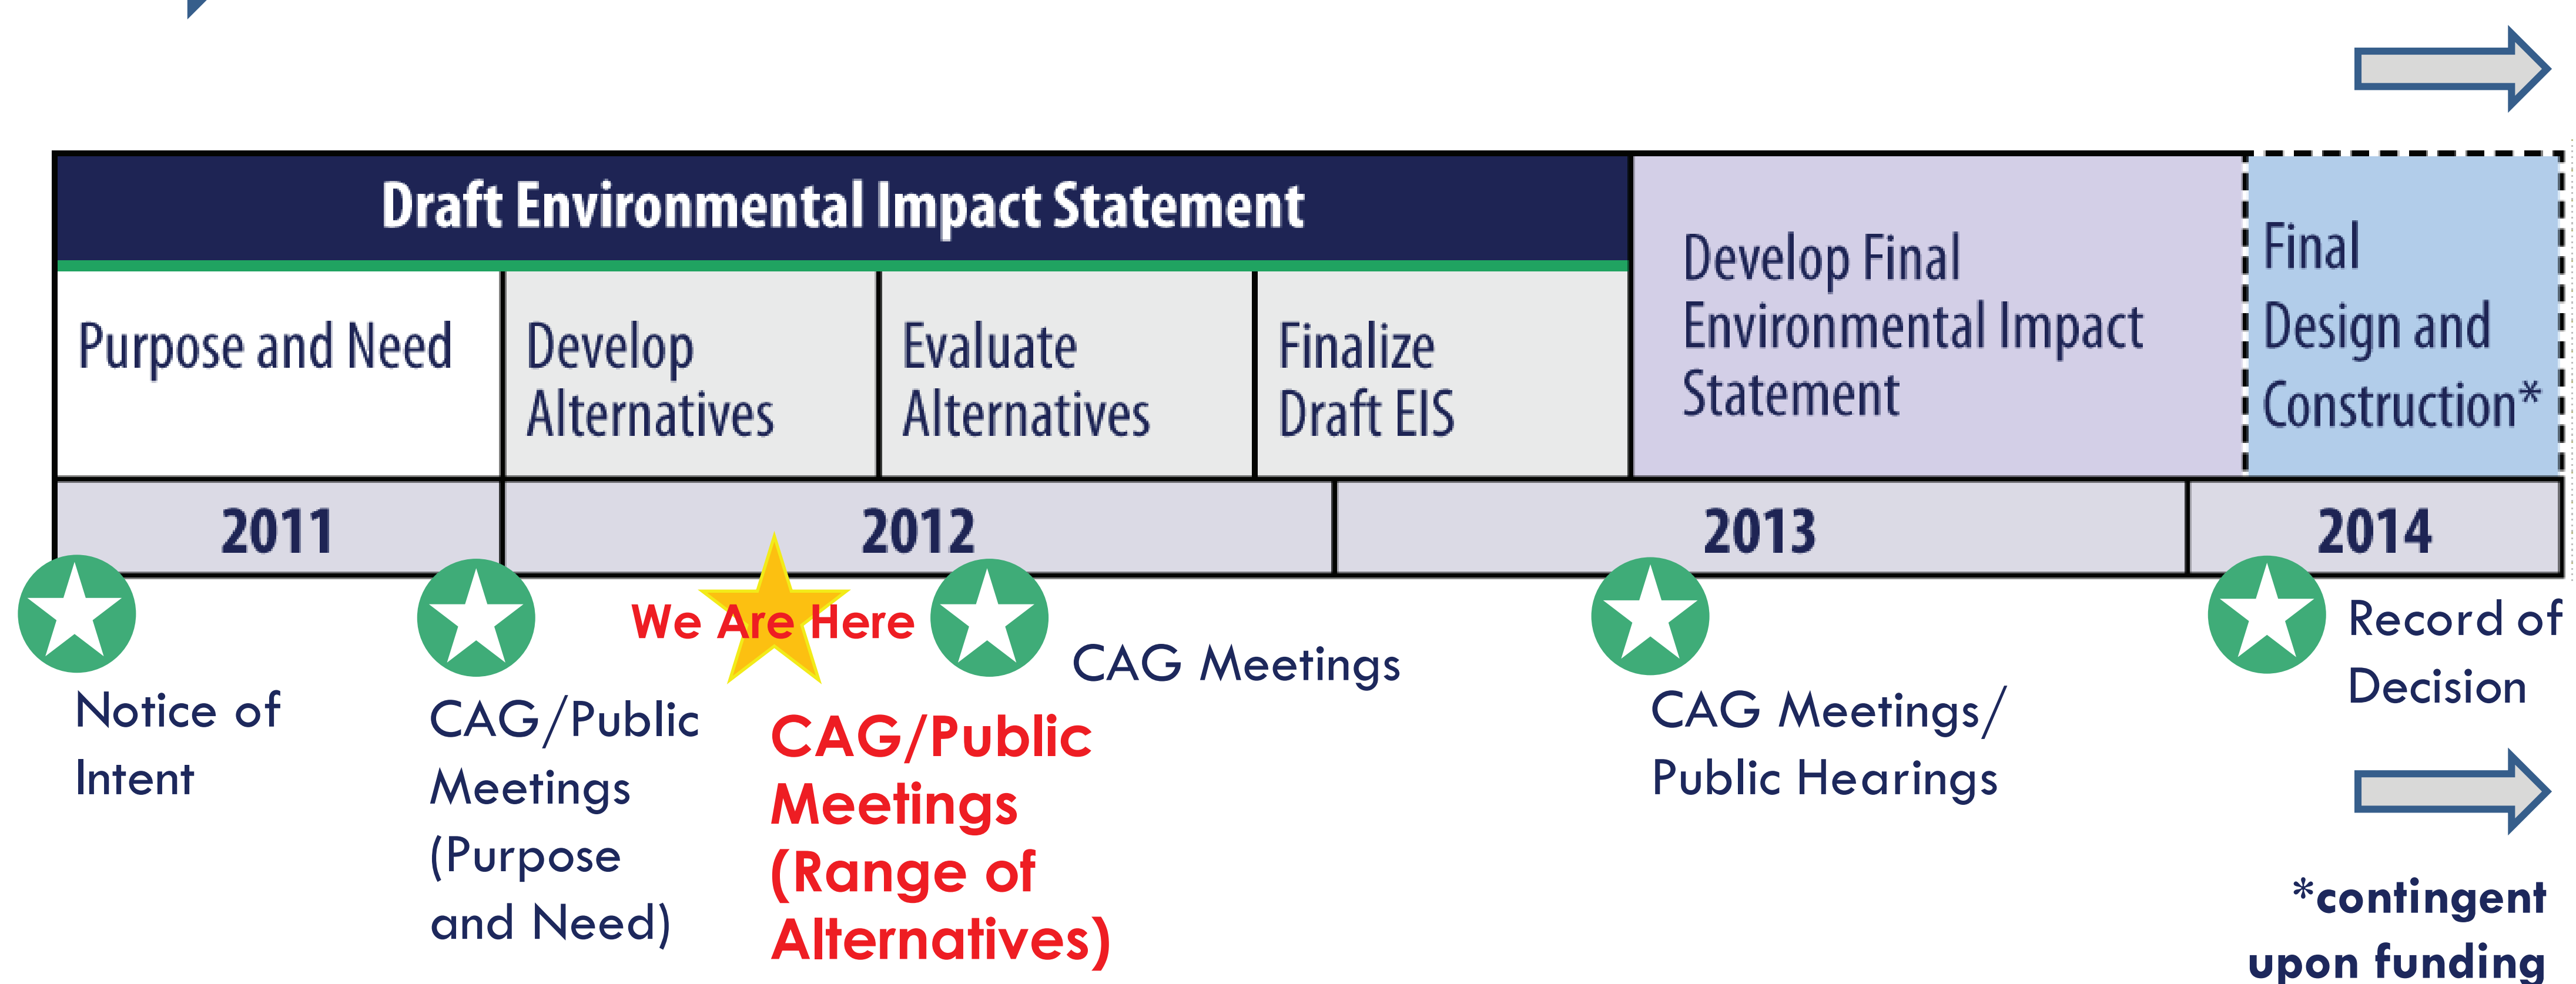 Draft Environmental Impact Statement
Purpose and Need
Develop
Alternatives
Evaluate
Alternatives
Finalize
Draft EIS
Develop Final
Environmental Impact
Statement
Final
Design and
Construction*
2011
2012
2013
2014
Notice of
Intent
CAG/Public
Meetings
(Purpose
and Need)
We Are Here
CAG/Public
Meetings
(Range of
Alternatives)
CAG Meetings
CAG Meetings/
Public Hearings
Record of
Decision
*contingent
upon funding